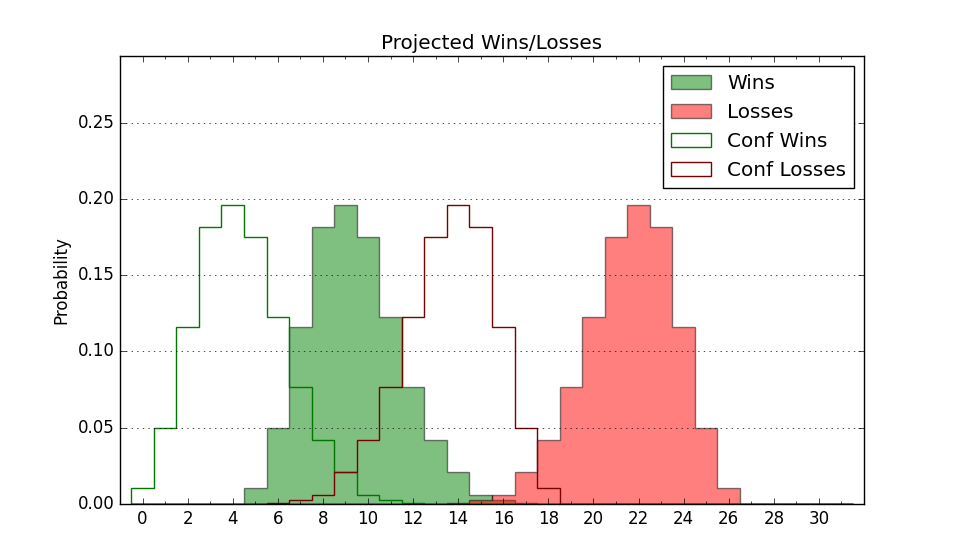 Projected Wins/Losses
Wins
Losses
Conf Wins
Conf Losses
Probability
0.25
0.20
0.15
0.10
0.05
0.00
0 2 4 6 8 10 12 14 16 18 20 22 24 26 28 30